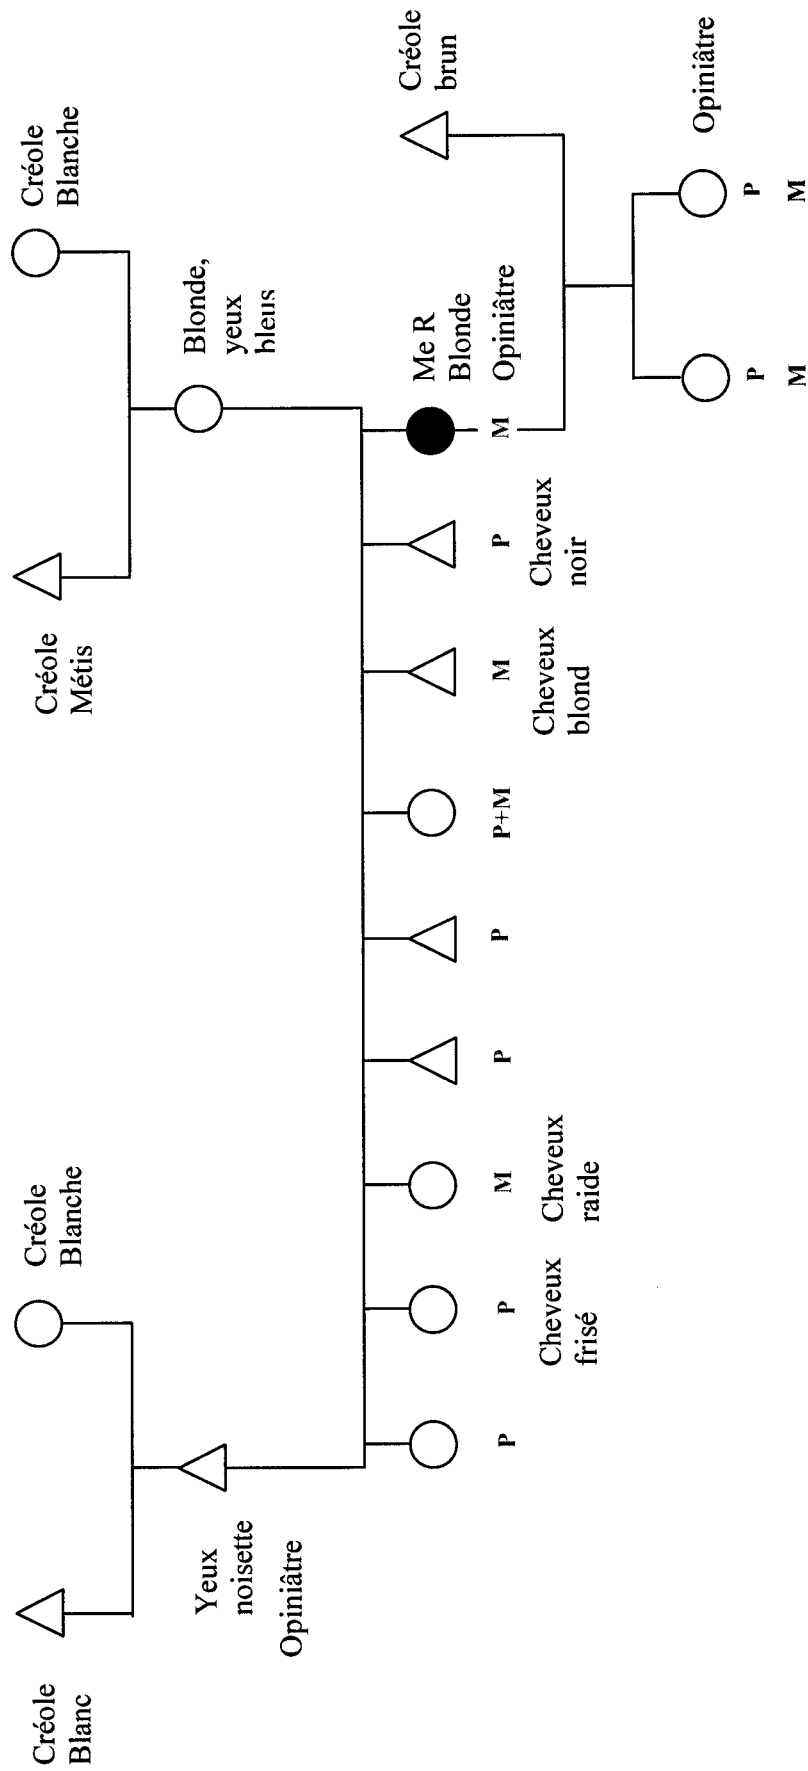 Créole
Blanc
Créole
Blanche
Créole
Métis
Créole
Blanche
Yeux
noisette
Opiniâtre
Blonde,
yeux
bleus
P
P
Cheveux
frisé
M
Cheveux
raide
P
P
P+M
M
Cheveux
blond
P
Cheveux
noir
M
Me R
Blonde
Opiniâtre
Créole
brun
P
M
P
M
Opiniâtre